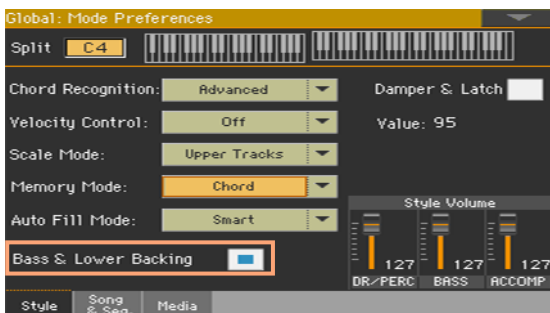 Global: Mode Preferences
Split C4
Chord Recognition: Advanced Damper & Latch
Velocity Control: Off Value: 95
Scale Mode: Upper Tracks
Memory Mode: Chord
Style Volume
Auto Fill Mode: Smart
Bass & Lower Backing
127 127 127
DR/PERC BASS ACCOMP
Style Song & Seq. Media